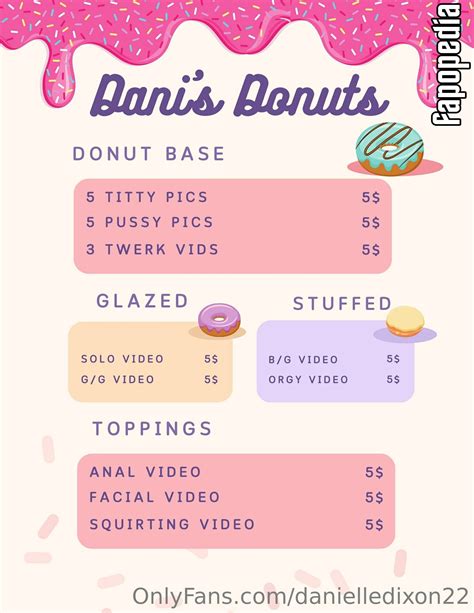 fapopedia
Dani's Donuts
DONUT BASE
5 TITTY PICS 5$
5 PUSSY PICS 5$
3 TWERK VIDS 5$
GLAZED
SOLO VIDEO 5$
G/G VIDEO 5$
STUFFED
B/G VIDEO 5$
ORGY VIDEO 5$
TOPPINGS
ANAL VIDEO 5$
FACIAL VIDEO 5$
SQUIRTING VIDEO 5$
OnlyFans.com/danielledixon22